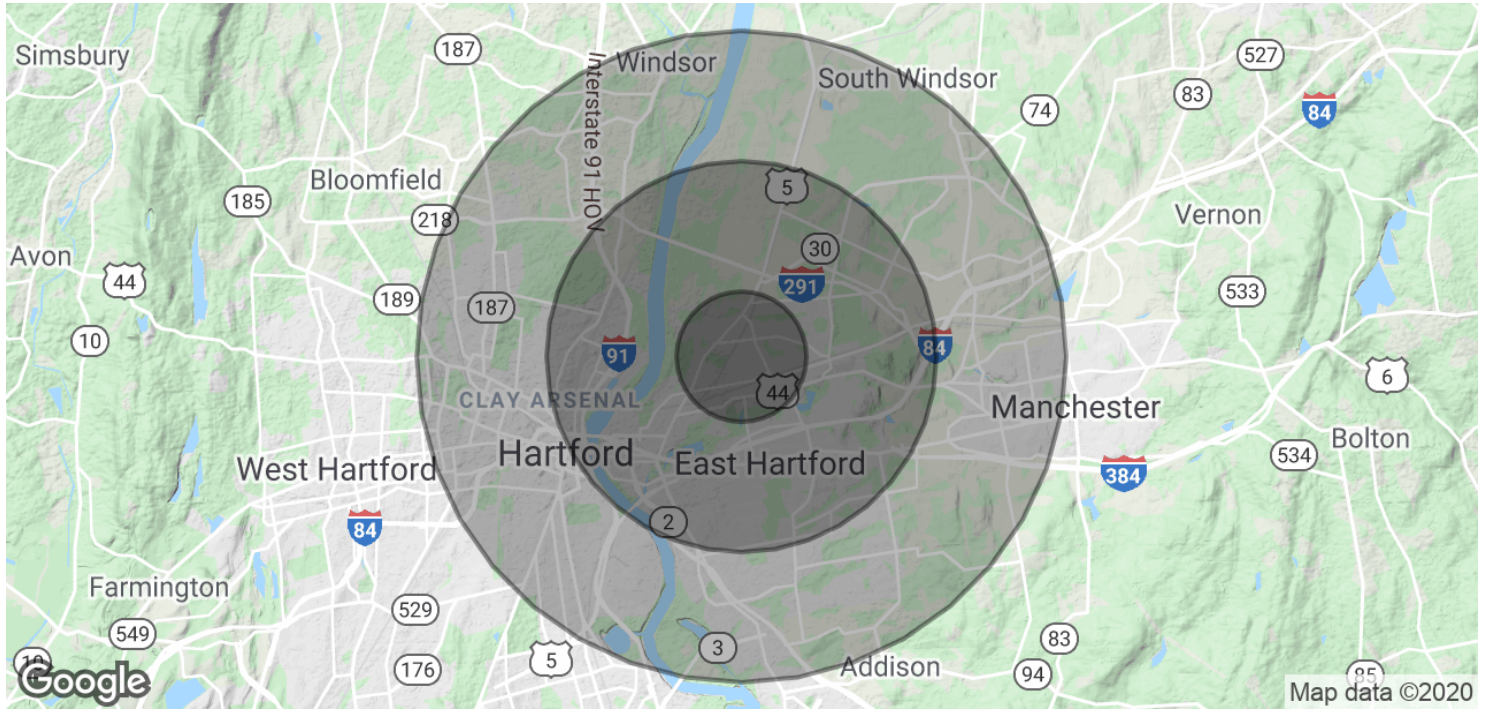 Simsbury
187
Windsor
Interstate 91 HOV
South Windsor
527
83
84
74
Bloomfield
185
218
5
Vernon
Avon
44
30
291
533
189
187
91
84
10
6
44
CLAY ARSENAL
Manchester
Hartford
East Hartford
West Hartford
Bolton
534
384
84
2
Farmington
529
549
3
83
5
176
Addison
94
10
85
Google
Map data ©2020